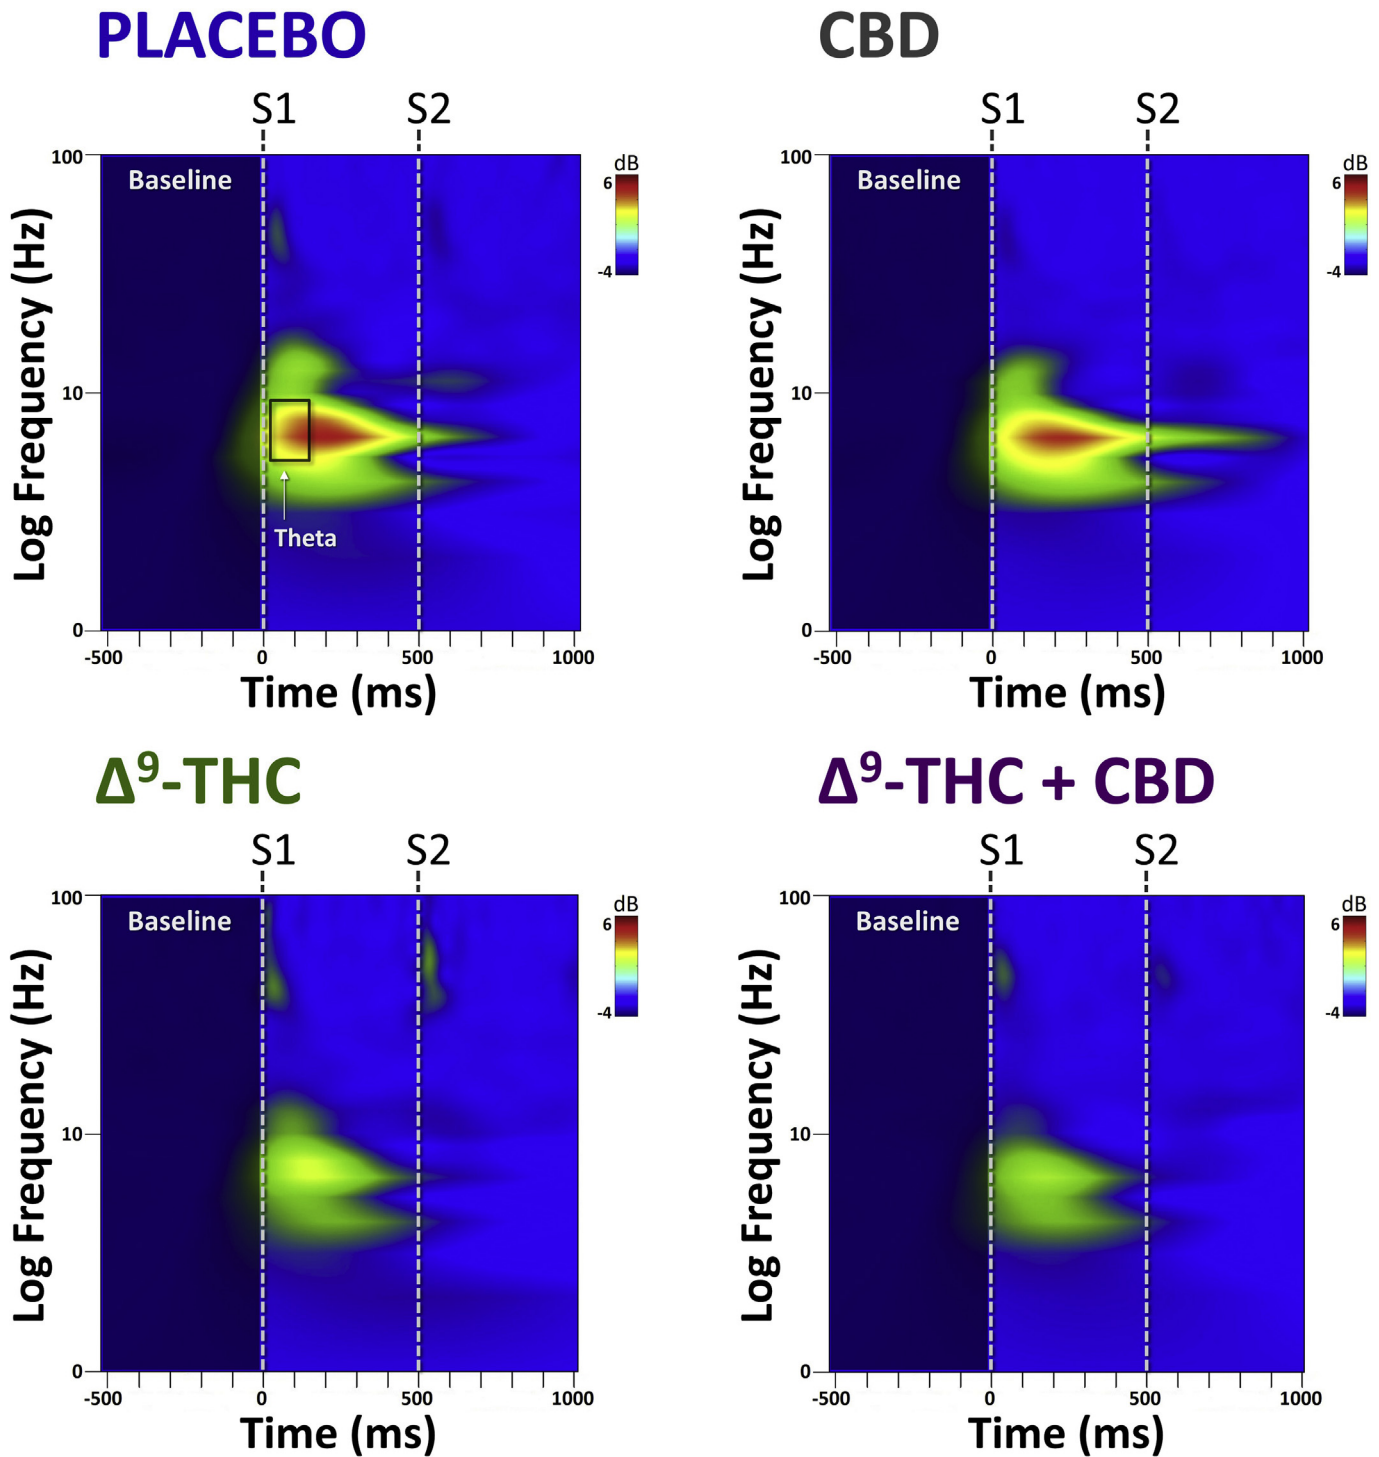 PLACEBO
S1 S2
100
Baseline
dB
6
-4
10
Theta
0
-500 0 500 1000
Time (ms)
Log Frequency (Hz)
CBD
S1 S2
100
Baseline
dB
6
-4
10
0
-500 0 500 1000
Time (ms)
Log Frequency (Hz)
Δ⁹-THC
S1 S2
100
Baseline
dB
6
-4
10
0
-500 0 500 1000
Time (ms)
Log Frequency (Hz)
Δ⁹-THC + CBD
S1 S2
100
Baseline
dB
6
-4
10
0
-500 0 500 1000
Time (ms)
Log Frequency (Hz)